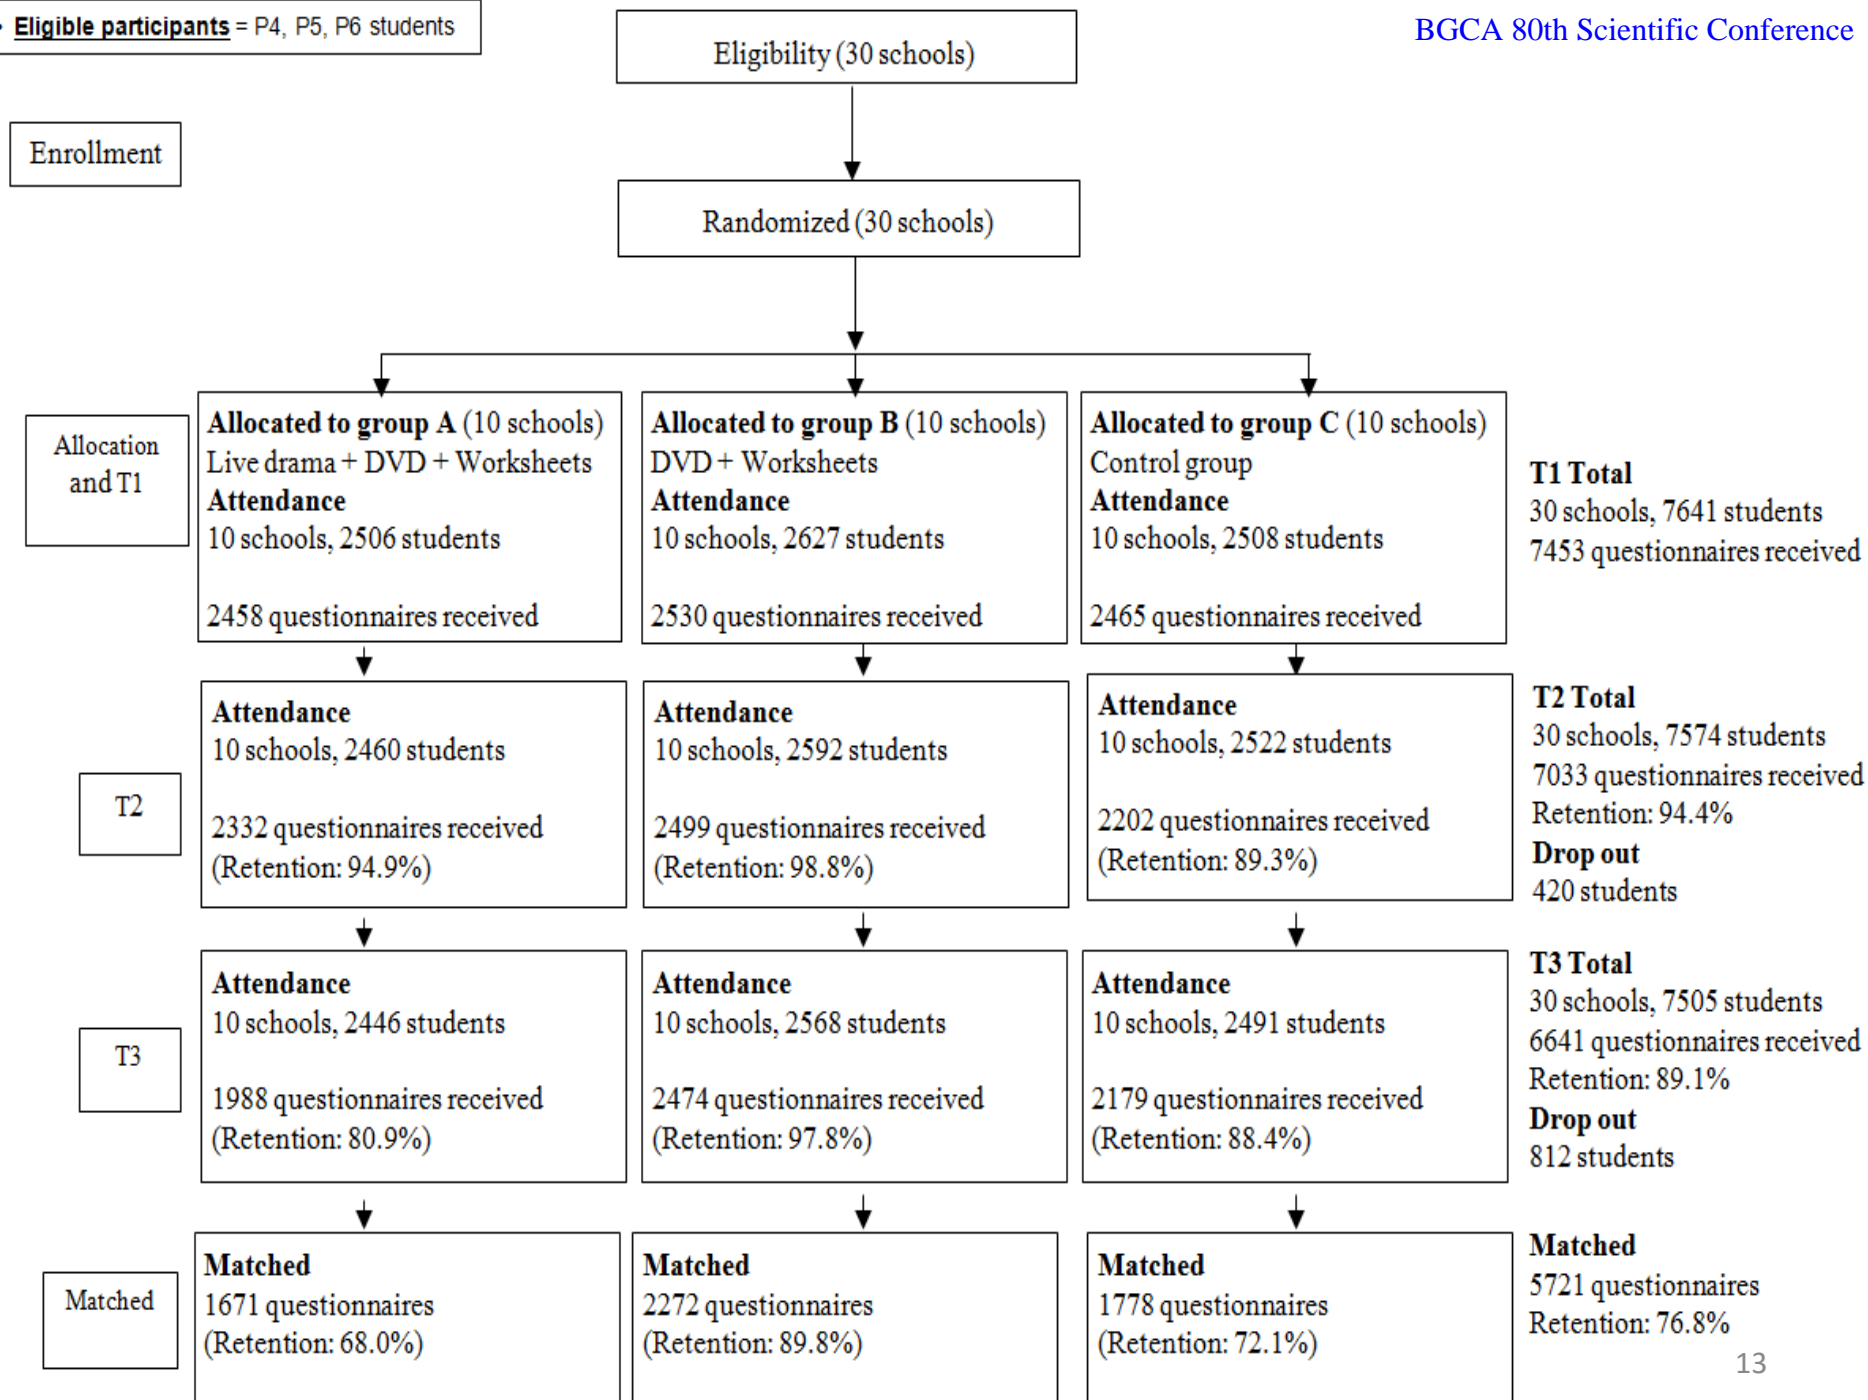 • Eligible participants = P4, P5, P6 students
BGCA 80th Scientific Conference
Eligibility (30 schools)
Enrollment
Randomized (30 schools)
Allocation
and T1
Allocated to group A (10 schools)
Live drama + DVD + Worksheets
Attendance
10 schools, 2506 students
2458 questionnaires received
Allocated to group B (10 schools)
DVD + Worksheets
Attendance
10 schools, 2627 students
2530 questionnaires received
Allocated to group C (10 schools)
Control group
Attendance
10 schools, 2508 students
2465 questionnaires received
T1 Total
30 schools, 7641 students
7453 questionnaires received
T2
Attendance
10 schools, 2460 students
2332 questionnaires received
(Retention: 94.9%)
Attendance
10 schools, 2592 students
2499 questionnaires received
(Retention: 98.8%)
Attendance
10 schools, 2522 students
2202 questionnaires received
(Retention: 89.3%)
T2 Total
30 schools, 7574 students
7033 questionnaires received
Retention: 94.4%
Drop out
420 students
T3
Attendance
10 schools, 2446 students
1988 questionnaires received
(Retention: 80.9%)
Attendance
10 schools, 2568 students
2474 questionnaires received
(Retention: 97.8%)
Attendance
10 schools, 2491 students
2179 questionnaires received
(Retention: 88.4%)
T3 Total
30 schools, 7505 students
6641 questionnaires received
Retention: 89.1%
Drop out
812 students
Matched
Matched
1671 questionnaires
(Retention: 68.0%)
Matched
2272 questionnaires
(Retention: 89.8%)
Matched
1778 questionnaires
(Retention: 72.1%)
Matched
5721 questionnaires
Retention: 76.8%
13